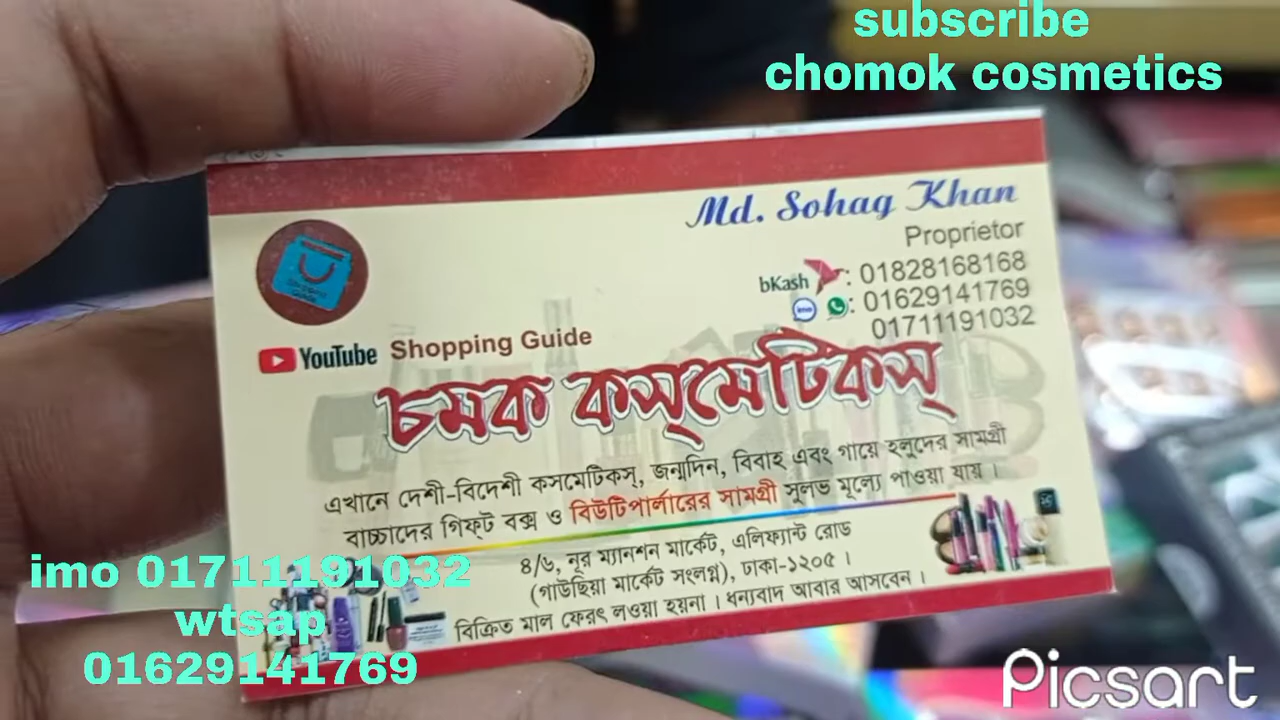 subscribe
chomok cosmetics
Md. Sohag Khan
Proprietor
bKash : 01828168168
imo : 01629141769
01711191032
YouTube Shopping Guide
চমক কস্মেটিকস্
এখানে দেশী-বিদেশী কসমেটিকস্, জন্মদিন, বিবাহ এবং গায়ে হলুদের সামগ্রী
বাচ্চাদের গিফ্ট বক্স ও বিউটিপার্লারের সামগ্রী সুলভ মূল্যে পাওয়া যায়।
৪/৬, নূর ম্যানশন মার্কেট, এলিফ্যান্ট রোড
(গাউছিয়া মার্কেট সংলগ্ন), ঢাকা-১২০৫।
বিক্রিত মাল ফেরৎ লওয়া হয়না। ধন্যবাদ আবার আসবেন।
imo 01711191032
wtsap
01629141769
Picsart